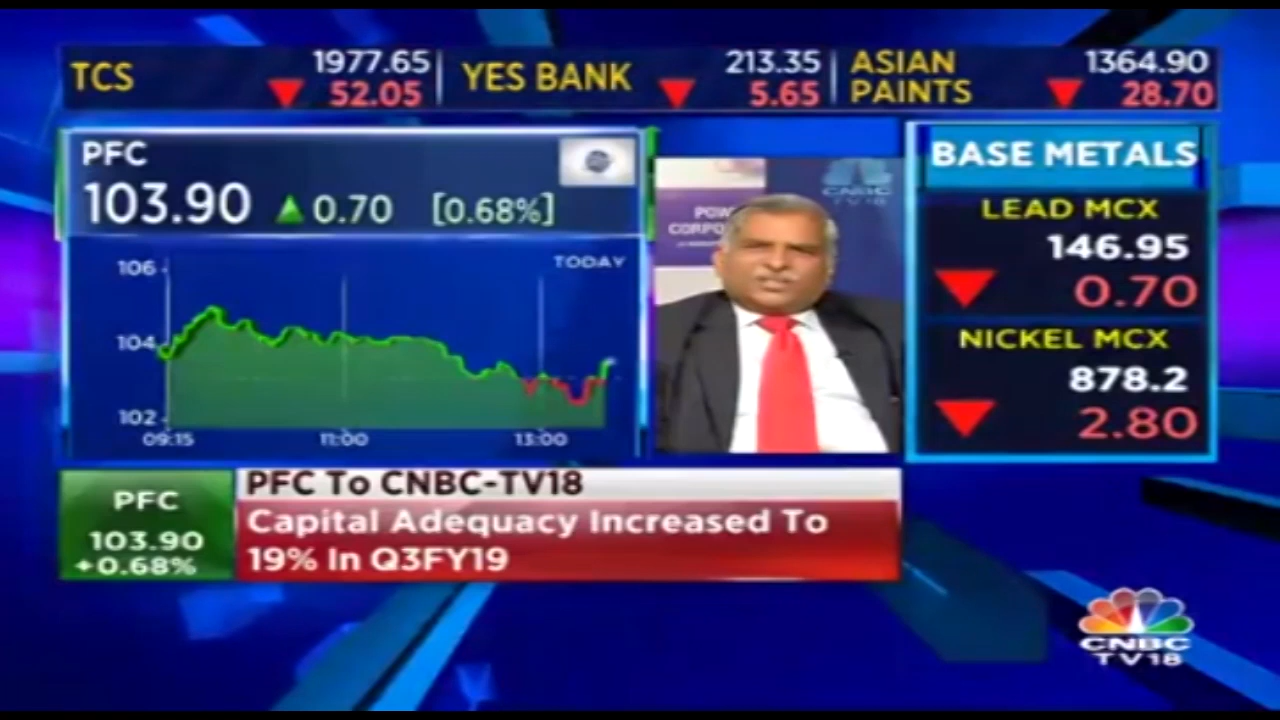 TCS
1977.65
52.05
YES BANK
213.35
5.65
ASIAN
PAINTS
1364.90
28.70
PFC
103.90 0.70 [0.68%]
TODAY
106
104
102
09:15 11:00 13:00
CNBC
TV18
BASE METALS
LEAD MCX
146.95
0.70
NICKEL MCX
878.2
2.80
PFC
103.90
+0.68%
PFC To CNBC-TV18
Capital Adequacy Increased To
19% In Q3FY19
CNBC
TV18